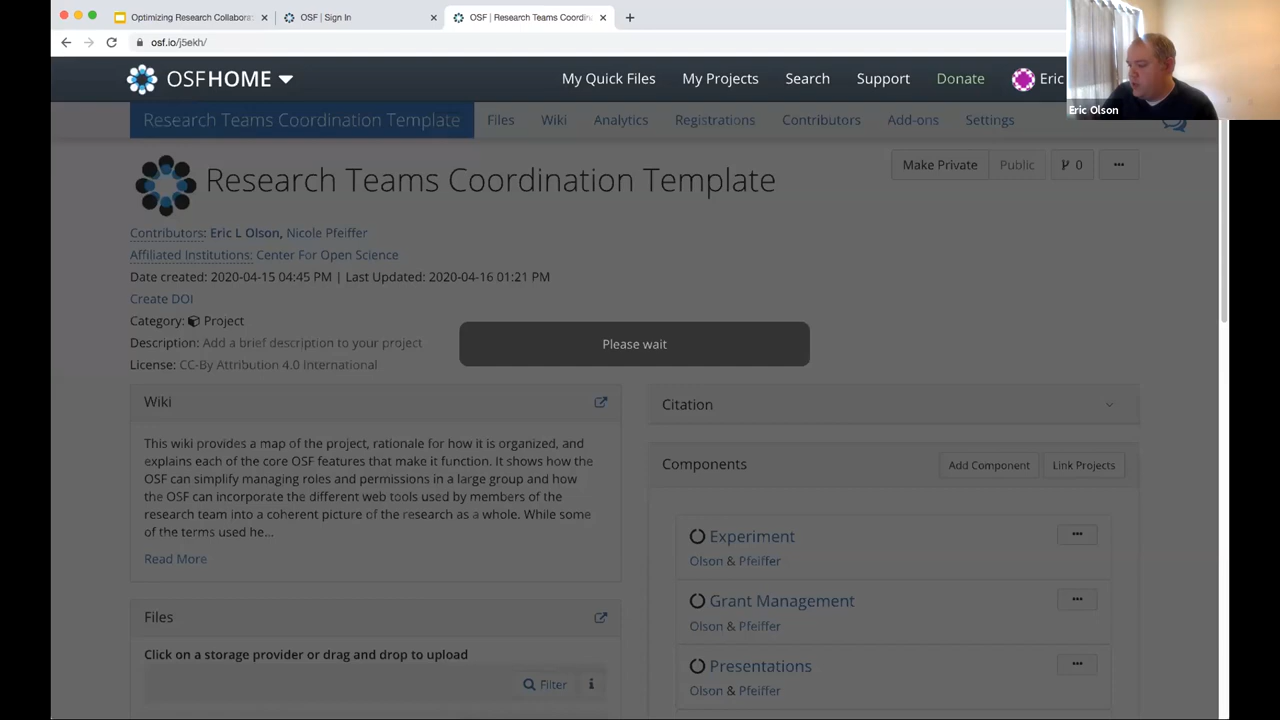 Optimizing Research Collabora
OSF | Sign In
OSF | Research Teams Coordin
osf.io/j5ekh/
OSFHOME
My Quick Files
My Projects
Search
Support
Donate
Eric
Eric Olson
Research Teams Coordination Template
Files
Wiki
Analytics
Registrations
Contributors
Add-ons
Settings
Research Teams Coordination Template
Make Private
Public
0
Contributors: Eric L Olson, Nicole Pfeiffer
Affiliated Institutions: Center For Open Science
Date created: 2020-04-15 04:45 PM | Last Updated: 2020-04-16 01:21 PM
Create DOI
Category: Project
Description: Add a brief description to your project
License: CC-By Attribution 4.0 International
Please wait
Wiki
This wiki provides a map of the project, rationale for how it is organized, and
explains each of the core OSF features that make it function. It shows how the
OSF can simplify managing roles and permissions in a large group and how
the OSF can incorporate the different web tools used by members of the
research team into a coherent picture of the research as a whole. While some
of the terms used he...
Read More
Files
Click on a storage provider or drag and drop to upload
Filter
i
Citation
Components
Add Component
Link Projects
Experiment
Olson & Pfeiffer
Grant Management
Olson & Pfeiffer
Presentations
Olson & Pfeiffer